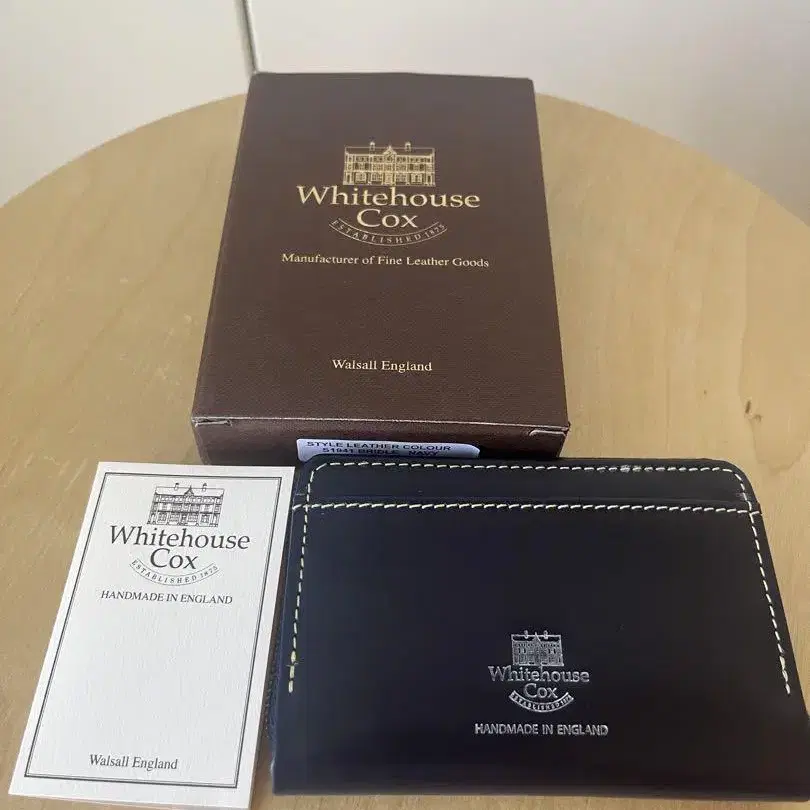 Whitehouse
Cox
ESTABLISHED 1875
Manufacturer of Fine Leather Goods
Walsall England
STYLE LEATHER COLOUR
S1941 BRIDLE NAVY
Whitehouse
Cox
ESTABLISHED 1875
HANDMADE IN ENGLAND
Walsall England
Whitehouse
Cox
ESTABLISHED 1875
HANDMADE IN ENGLAND